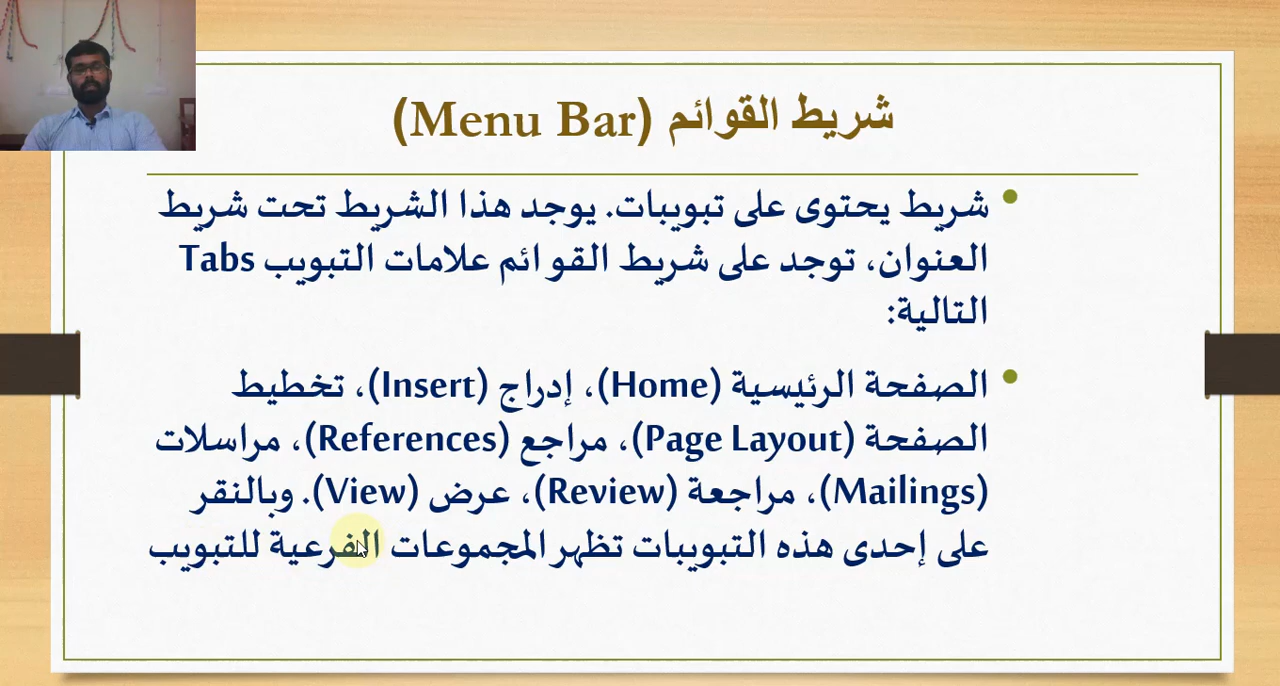 شريط القوائم (Menu Bar)
شريط يحتوى على تبويبات. يوجد هذا الشريط تحت شريط
العنوان، توجد على شريط القوائم علامات التبويب Tabs
التالية:
الصفحة الرئيسية (Home)، إدراج (Insert)، تخطيط
الصفحة (Page Layout)، مراجع (References)، مراسلات
(Mailings)، مراجعة (Review)، عرض (View). وبالنقر
على إحدى هذه التبويبات تظهر المجموعات الفرعية للتبويب